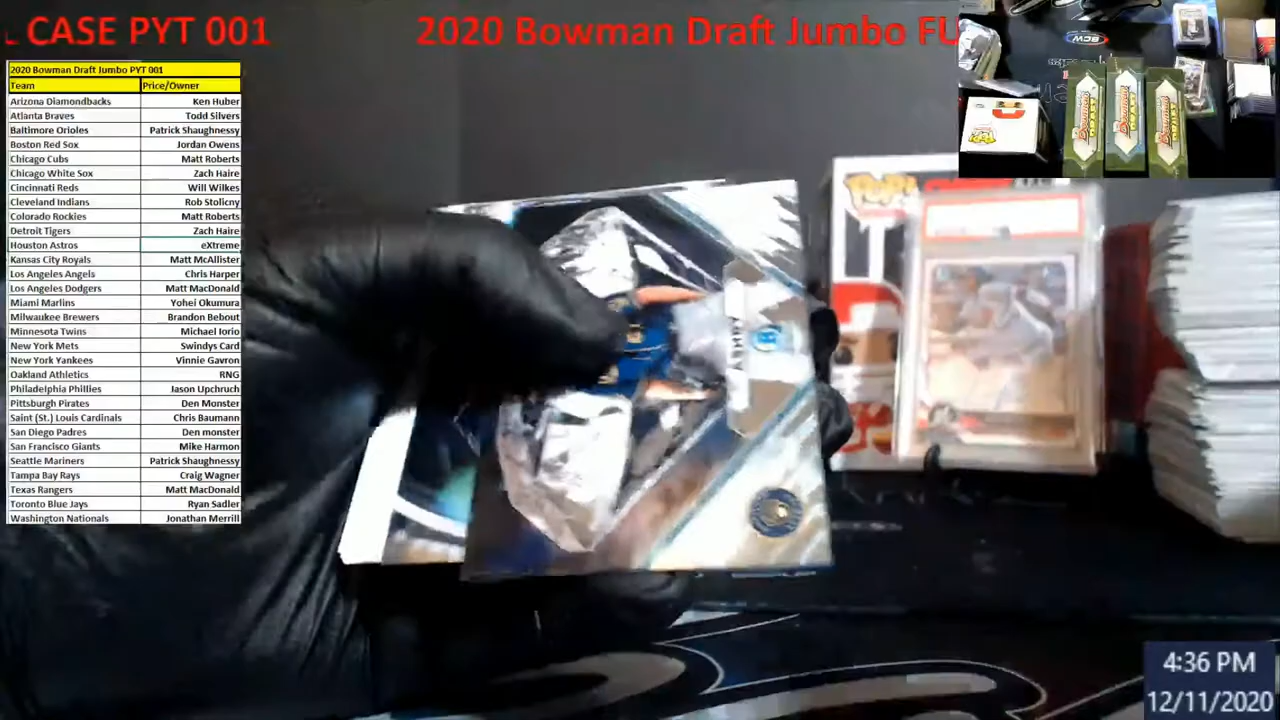 L CASE PYT 001
2020 Bowman Draft Jumbo FU
2020 Bowman Draft Jumbo PYT 001
Team Price/Owner
Arizona Diamondbacks Ken Huber
Atlanta Braves Todd Silvers
Baltimore Orioles Patrick Shaughnessy
Boston Red Sox Jordan Owens
Chicago Cubs Matt Roberts
Chicago White Sox Zach Haire
Cincinnati Reds Will Wilkes
Cleveland Indians Rob Stolicny
Colorado Rockies Matt Roberts
Detroit Tigers Zach Haire
Houston Astros eXtreme
Kansas City Royals Matt McAllister
Los Angeles Angels Chris Harper
Los Angeles Dodgers Matt MacDonald
Miami Marlins Yohei Okumura
Milwaukee Brewers Brandon Bebout
Minnesota Twins Michael Iorio
New York Mets Swindys Card
New York Yankees Vinnie Gavron
Oakland Athletics RNG
Philadelphia Phillies Jason Upchruch
Pittsburgh Pirates Den Monster
Saint (St.) Louis Cardinals Chris Baumann
San Diego Padres Den monster
San Francisco Giants Mike Harmon
Seattle Mariners Patrick Shaughnessy
Tampa Bay Rays Craig Wagner
Texas Rangers Matt MacDonald
Toronto Blue Jays Ryan Sadler
Washington Nationals Jonathan Merrill
BCW
Bowman
Bowman
Bowman
POP!
4:36 PM
12/11/2020